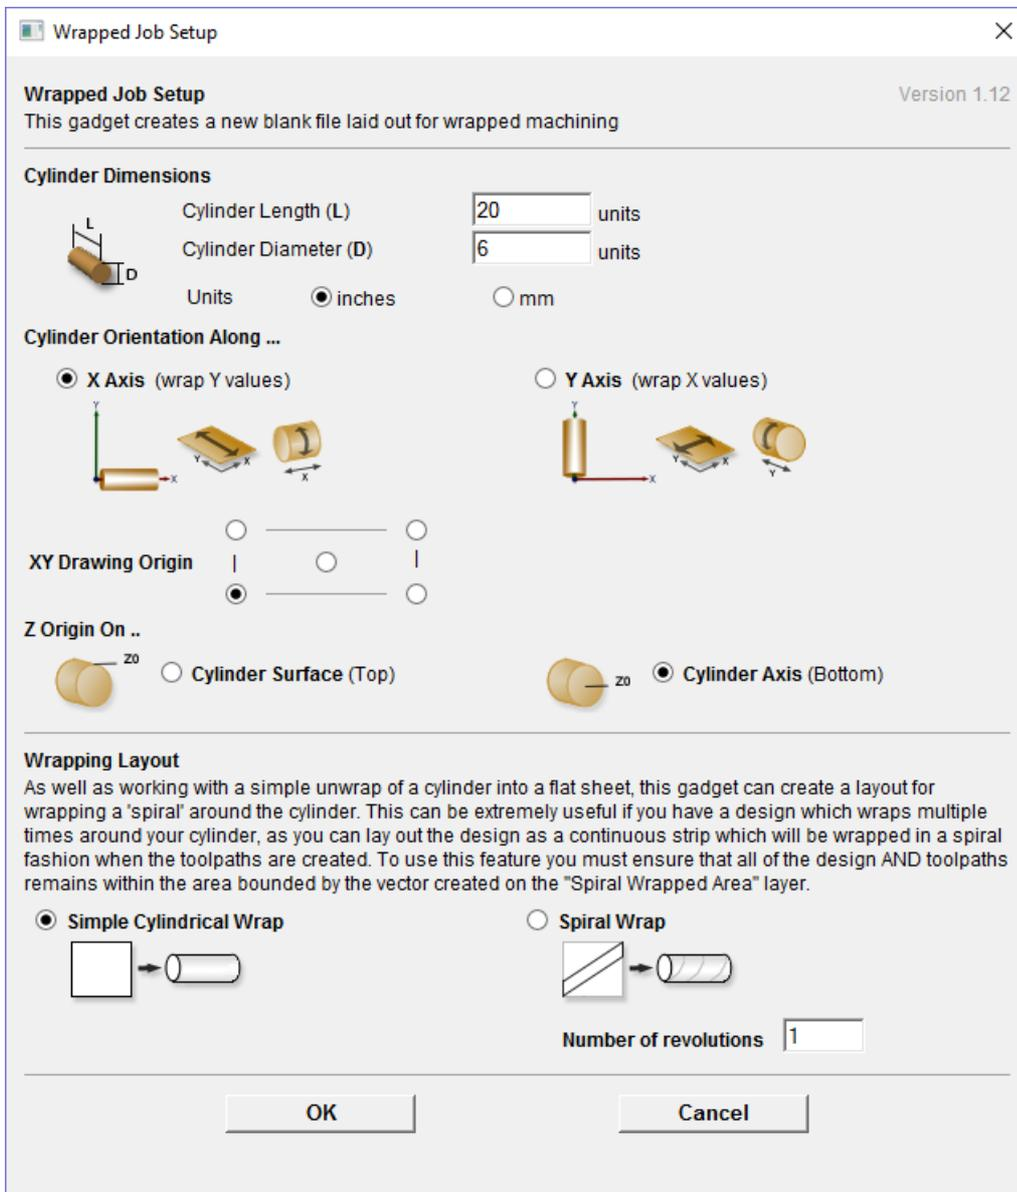 Wrapped Job Setup
Wrapped Job Setup
Version 1.12
This gadget creates a new blank file laid out for wrapped machining
Cylinder Dimensions
L
D
Cylinder Length (L) 20 units
Cylinder Diameter (D) 6 units
Units inches mm
Cylinder Orientation Along ...
X Axis (wrap Y values) Y Axis (wrap X values)
Y
X
Y X
X
Y
X
Y X
Y
XY Drawing Origin
Z Origin On ..
Z0 Cylinder Surface (Top)
Z0 Cylinder Axis (Bottom)
Wrapping Layout
As well as working with a simple unwrap of a cylinder into a flat sheet, this gadget can create a layout for
wrapping a 'spiral' around the cylinder. This can be extremely useful if you have a design which wraps multiple
times around your cylinder, as you can lay out the design as a continuous strip which will be wrapped in a spiral
fashion when the toolpaths are created. To use this feature you must ensure that all of the design AND toolpaths
remains within the area bounded by the vector created on the "Spiral Wrapped Area" layer.
Simple Cylindrical Wrap Spiral Wrap
Number of revolutions 1
OK Cancel